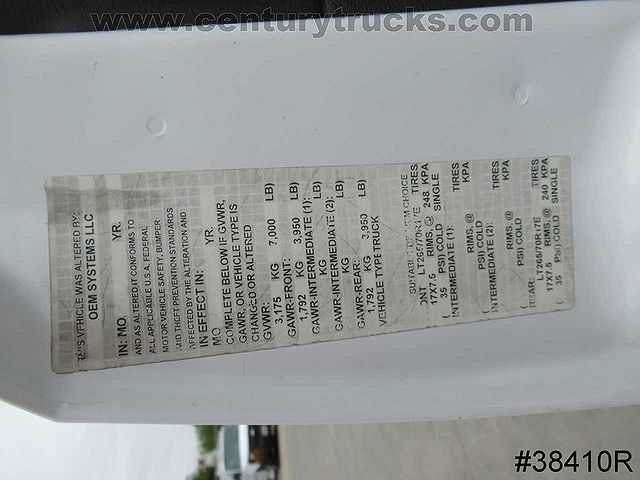 www.centurytrucks.com
THIS VEHICLE WAS ALTERED BY:
OEM SYSTEMS LLC
IN: MO. YR.
AND AS ALTERED IT CONFORMS TO
ALL APPLICABLE U.S.A. FEDERAL
MOTOR VEHICLE SAFETY, BUMPER
AND THEFT PREVENTION STANDARDS
AFFECTED BY THE ALTERATION AND
IN EFFECT IN:
MO YR.
COMPLETE BELOW IF GVWR,
GAWR, OR VEHICLE TYPE IS
CHANGED OR ALTERED
GVWR:
3,175 KG 7,000 LB)
GAWR-FRONT:
1,792 KG 3,950 LB)
GAWR-INTERMEDIATE (1):
KG LB)
GAWR-INTERMEDIATE (2):
KG LB)
GAWR-REAR:
1,792 KG 3,950 LB)
VEHICLE TYPE TRUCK
CHOICE
LT265/70R17E TIRES
17X7.5 RIMS, @ 248 KPA
( 35 PSI) COLD SINGLE
INTERMEDIATE (1): TIRES
RIMS, @ KPA
( PSI) COLD
INTERMEDIATE (2): TIRES
RIMS, @ KPA
( PSI) COLD
REAR: LT265/70R17E TIRES
17X7.5 RIMS, @ 240 KPA
( 35 PSI) COLD SINGLE
#38410R